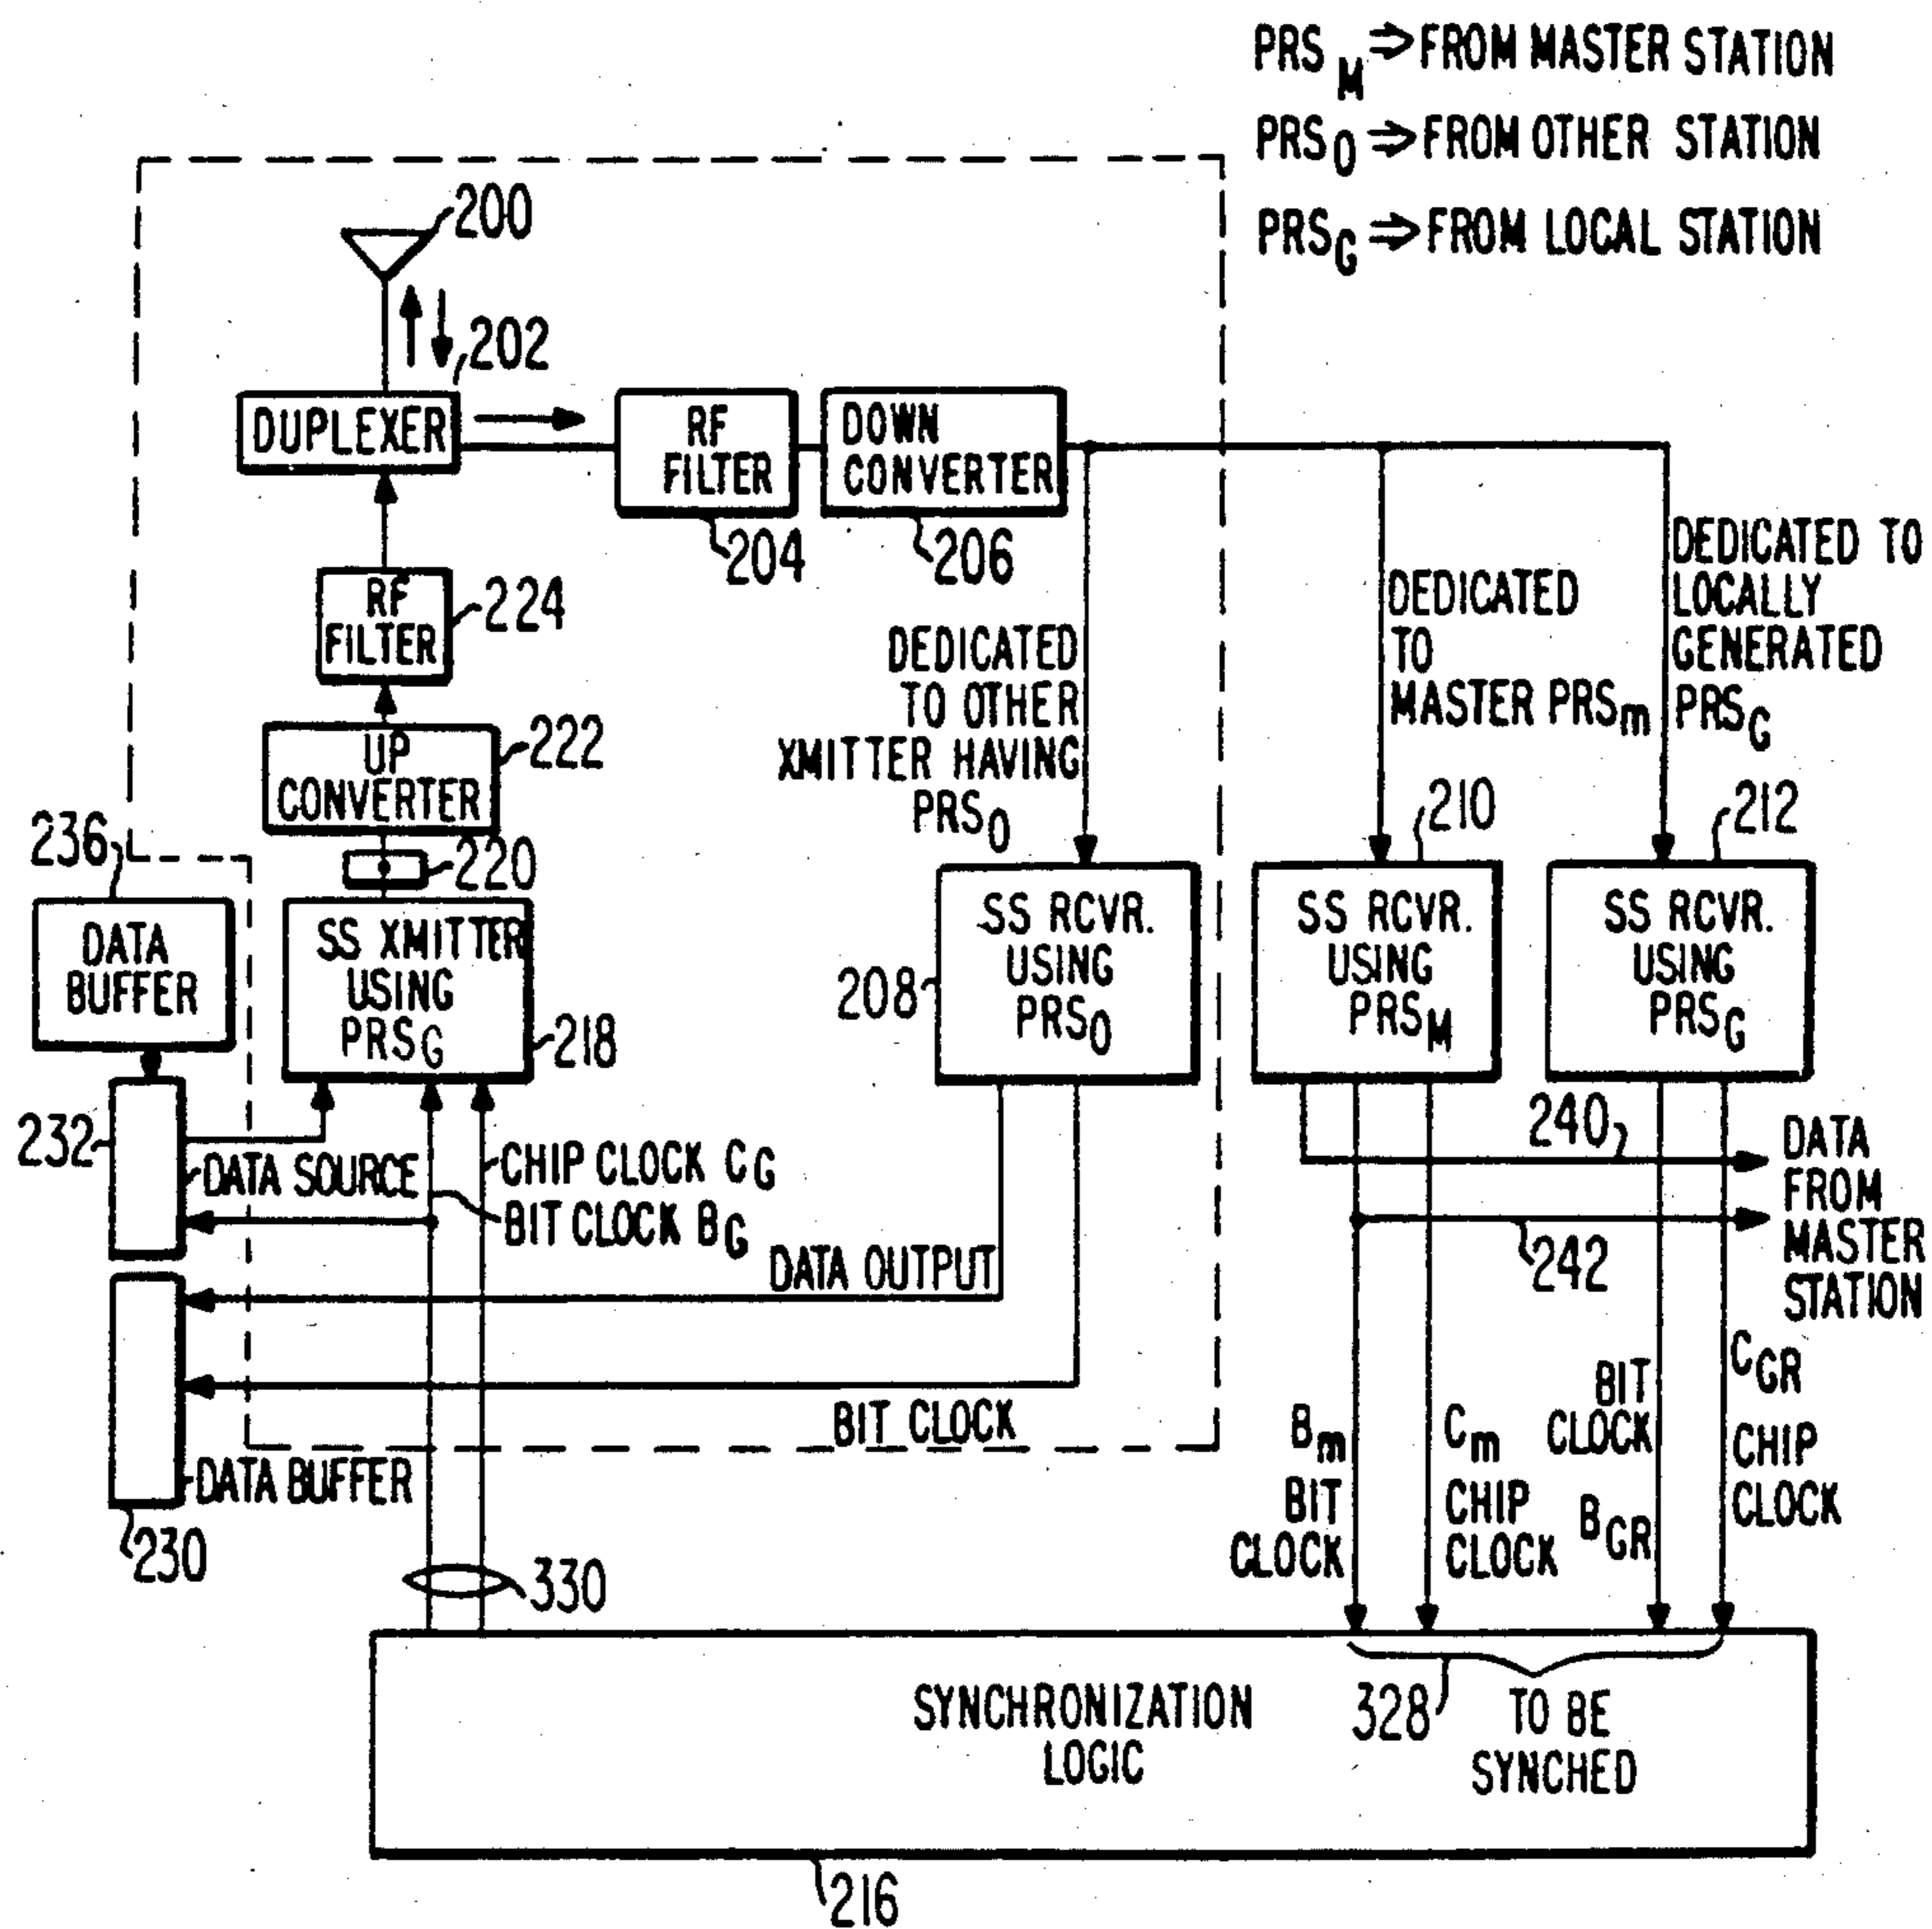 PRS M ⇒ FROM MASTER STATION
PRS O ⇒ FROM OTHER STATION
PRS G ⇒ FROM LOCAL STATION
200
202
DUPLEXER
RF
FILTER
204
DOWN
CONVERTER
206
RF
FILTER
224
UP
CONVERTER
222
220
DEDICATED
TO OTHER
XMITTER HAVING
PRS O
DEDICATED
TO
MASTER PRS m
DEDICATED TO
LOCALLY
GENERATED
PRS G
236
DATA
BUFFER
SS XMITTER
USING
PRS G
218
208
SS RCVR.
USING
PRS O
210
SS RCVR.
USING
PRS M
212
SS RCVR.
USING
PRS G
232
DATA SOURCE
CHIP CLOCK C G
BIT CLOCK B G
DATA OUTPUT
BIT CLOCK
DATA BUFFER
230
240
242
DATA
FROM
MASTER
STATION
B m
BIT
CLOCK
C m
CHIP
CLOCK
BIT
CLOCK
B GR
C GR
CHIP
CLOCK
330
SYNCHRONIZATION
LOGIC
328
TO BE
SYNCHED
216